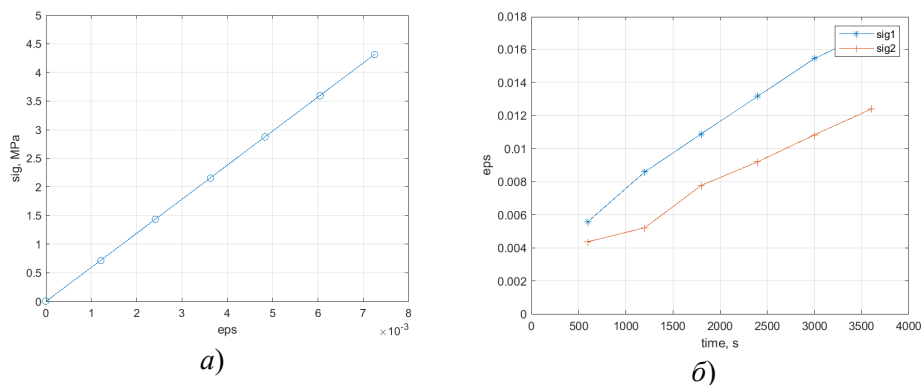 5
4.5
4
3.5
3
2.5
2
1.5
1
0.5
0
sig, MPa
0 1 2 3 4 5 6 7 8
eps
×10⁻³
а)
0.018
0.016
0.014
0.012
0.01
0.008
0.006
0.004
0.002
0
eps
sig1
sig2
0 500 1000 1500 2000 2500 3000 3500 4000
time, s
б)